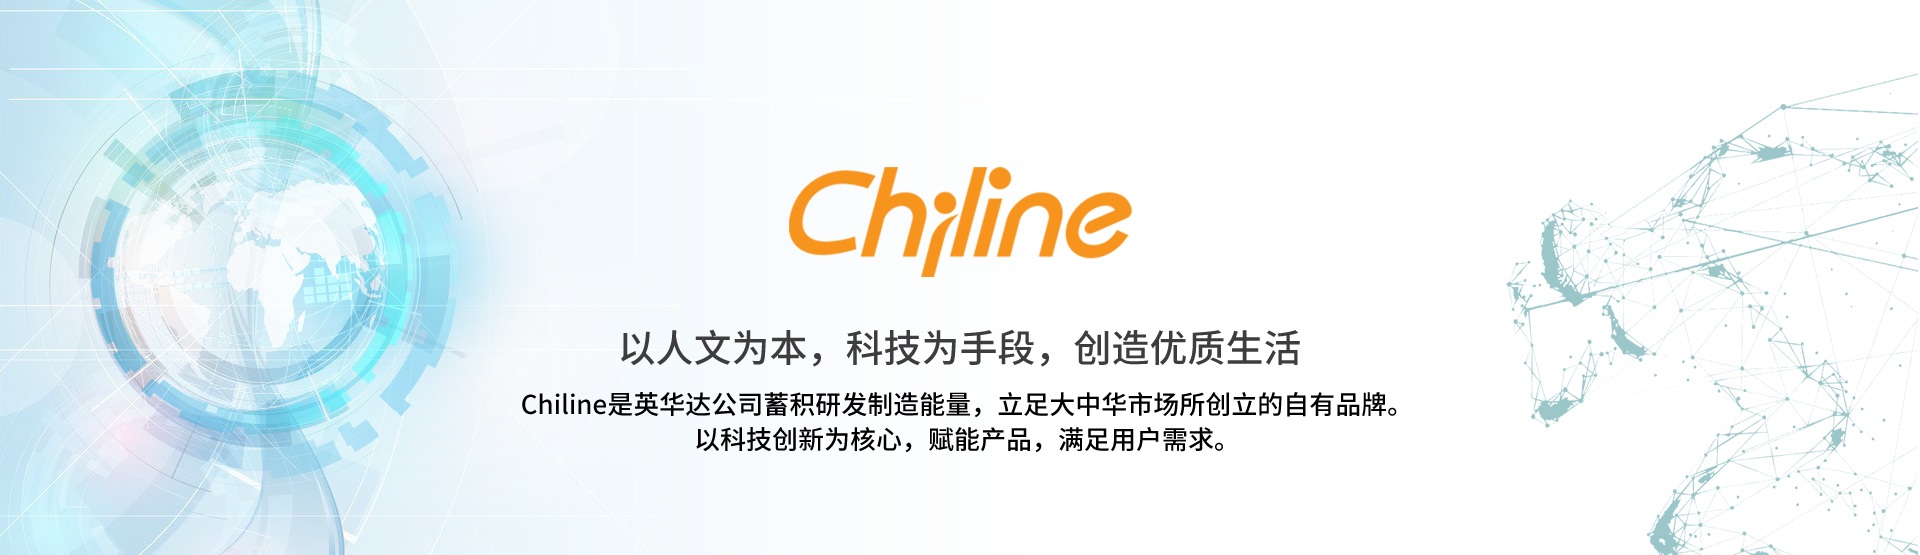 Chiline
以人文为本，科技为手段，创造优质生活
Chiline是英华达公司蓄积研发制造能量，立足大中华市场所创立的自有品牌。
以科技创新为核心，赋能产品，满足用户需求。